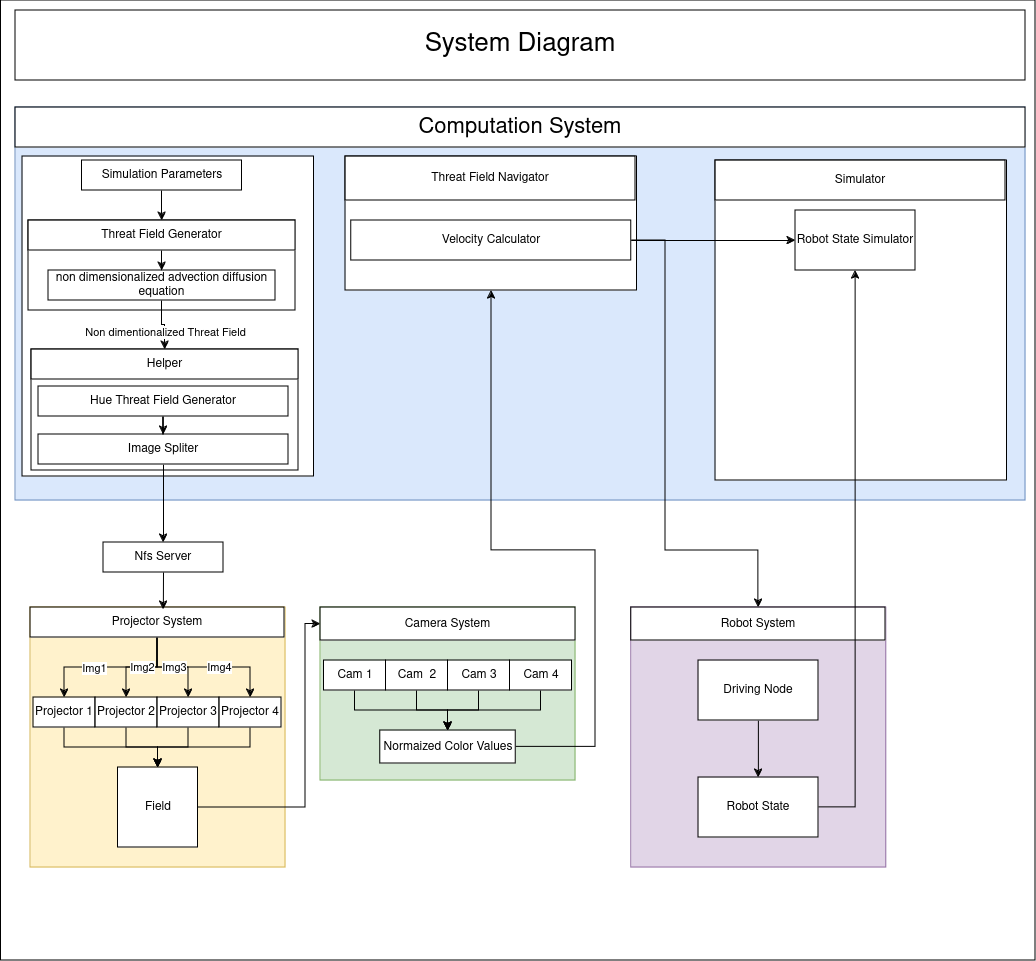 System Diagram
Computation System
Simulation Parameters
Threat Field Generator
non dimensionalized advection diffusion
equation
Non dimentionalized Threat Field
Helper
Hue Threat Field Generator
Image Spliter
Threat Field Navigator
Velocity Calculator
Simulator
Robot State Simulator
Nfs Server
Projector System
Img1 Img2 Img3 Img4
Projector 1 Projector 2 Projector 3 Projector 4
Field
Camera System
Cam 1 Cam 2 Cam 3 Cam 4
Normaized Color Values
Robot System
Driving Node
Robot State